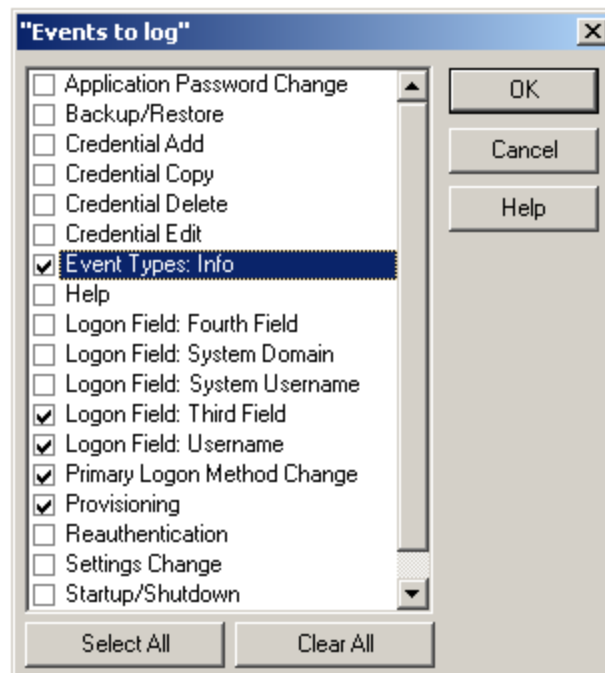 "Events to log"
Application Password Change
Backup/Restore
Credential Add
Credential Copy
Credential Delete
Credential Edit
Event Types: Info
Help
Logon Field: Fourth Field
Logon Field: System Domain
Logon Field: System Username
Logon Field: Third Field
Logon Field: Username
Primary Logon Method Change
Provisioning
Reauthentication
Settings Change
Startup/Shutdown
Select All
Clear All
OK
Cancel
Help